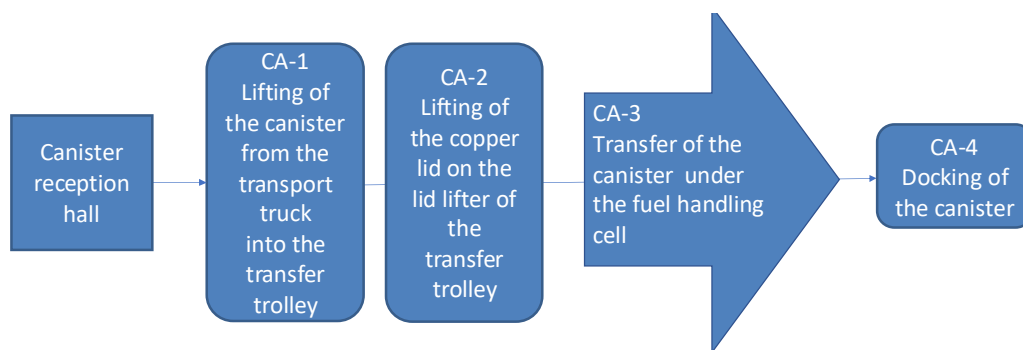 Canister
reception
hall
CA-1
Lifting of
the canister
from the
transport
truck
into the
transfer
trolley
CA-2
Lifting of
the copper
lid on the
lid lifter of
the
transfer
trolley
CA-3
Transfer of the
canister under
the fuel handling
cell
CA-4
Docking of
the canister